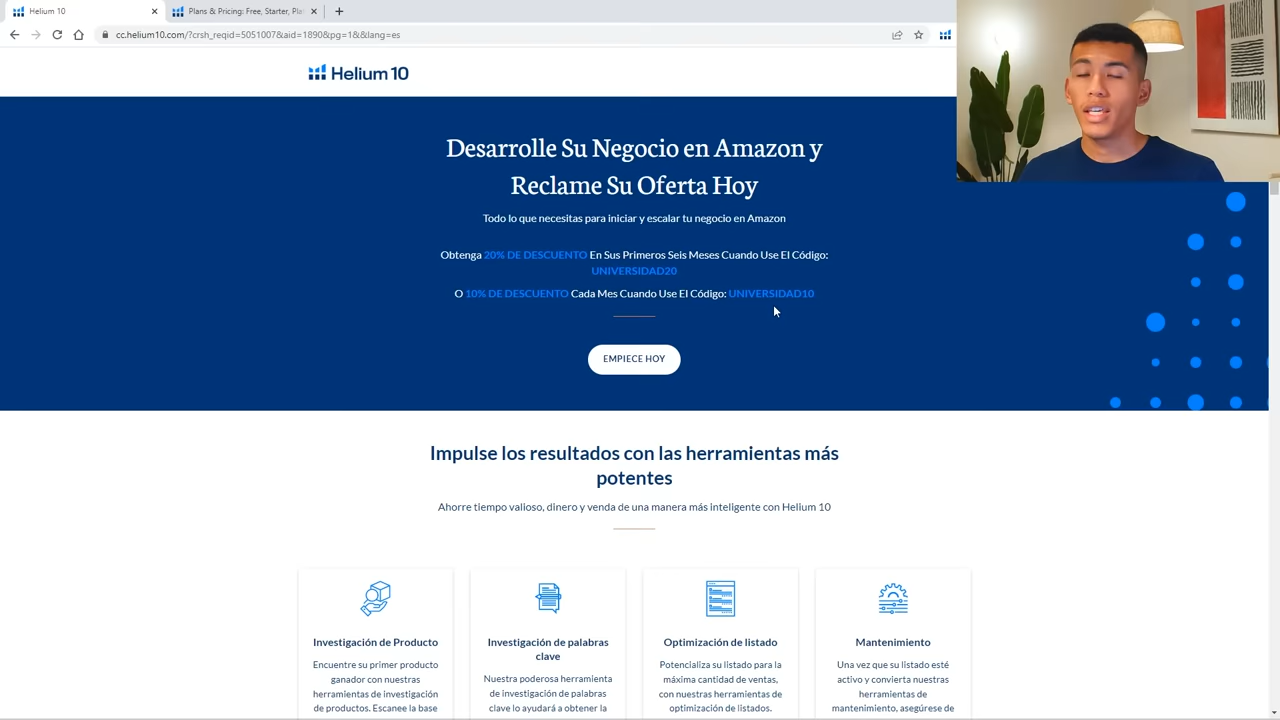 Helium 10
Plans & Pricing: Free, Starter, Pla
cc.helium10.com/?crsh_reqid=5051007&aid=1890&pg=1&&lang=es
Helium 10
Desarrolle Su Negocio en Amazon y
Reclame Su Oferta Hoy
Todo lo que necesitas para iniciar y escalar tu negocio en Amazon
Obtenga 20% DE DESCUENTO En Sus Primeros Seis Meses Cuando Use El Código:
UNIVERSIDAD20
O 10% DE DESCUENTO Cada Mes Cuando Use El Código: UNIVERSIDAD10
EMPIECE HOY
Impulse los resultados con las herramientas más
potentes
Ahorre tiempo valioso, dinero y venda de una manera más inteligente con Helium 10
Investigación de Producto
Encuentre su primer producto
ganador con nuestras
herramientas de investigación
de productos. Escanee la base
Investigación de palabras
clave
Nuestra poderosa herramienta
de investigación de palabras
clave lo ayudará a obtener la
Optimización de listado
Potencializa su listado para la
máxima cantidad de ventas,
con nuestras herramientas de
optimización de listados.
Mantenimiento
Una vez que su listado esté
activo y convierta nuestras
herramientas de
mantenimiento, asegúrese de